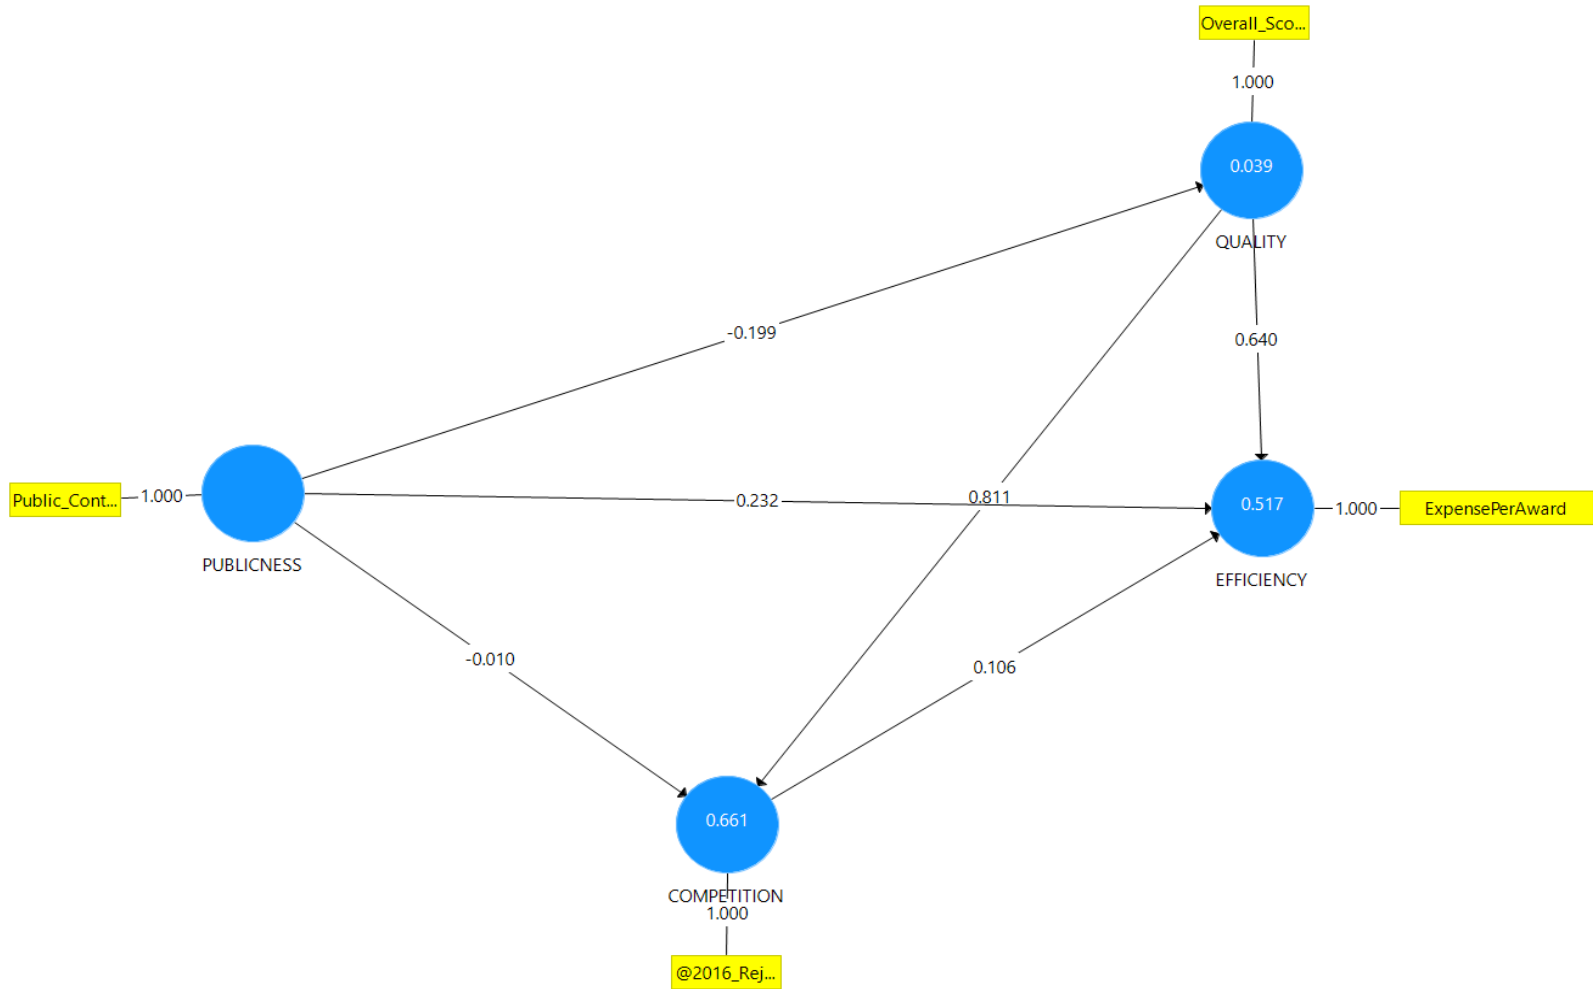 Overall_Sco...
1.000
0.039
QUALITY
-0.199
0.640
Public_Cont...
1.000
PUBLICNESS
0.232
0.811
0.517
1.000
ExpensePerAward
EFFICIENCY
-0.010
0.106
0.661
COMPETITION
1.000
@2016_Rej...